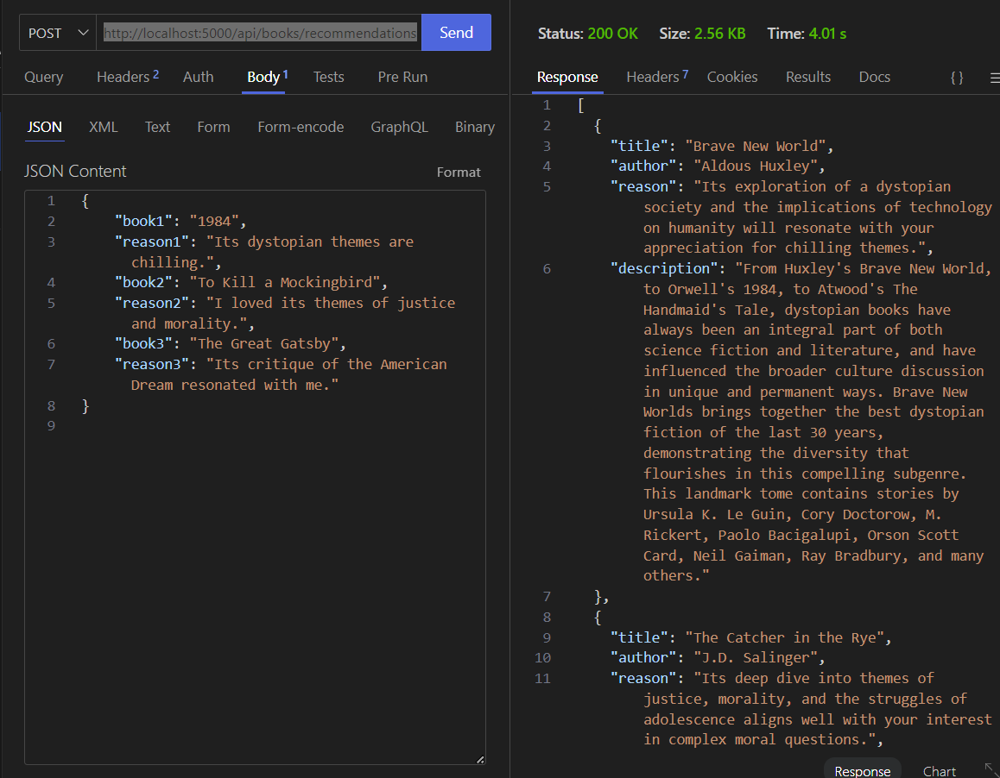 POST http://localhost:5000/api/books/recommendations Send
Query Headers 2 Auth Body 1 Tests Pre Run
JSON XML Text Form Form-encode GraphQL Binary
JSON Content Format
1 {
2 "book1": "1984",
3 "reason1": "Its dystopian themes are
chilling.",
4 "book2": "To Kill a Mockingbird",
5 "reason2": "I loved its themes of justice
and morality.",
6 "book3": "The Great Gatsby",
7 "reason3": "Its critique of the American
Dream resonated with me."
8 }
9
Status: 200 OK Size: 2.56 KB Time: 4.01 s
Response Headers 7 Cookies Results Docs { }
1 [
2 {
3 "title": "Brave New World",
4 "author": "Aldous Huxley",
5 "reason": "Its exploration of a dystopian
society and the implications of technology
on humanity will resonate with your
appreciation for chilling themes.",
6 "description": "From Huxley's Brave New World,
to Orwell's 1984, to Atwood's The
Handmaid's Tale, dystopian books have
always been an integral part of both
science fiction and literature, and have
influenced the broader culture discussion
in unique and permanent ways. Brave New
Worlds brings together the best dystopian
fiction of the last 30 years,
demonstrating the diversity that
flourishes in this compelling subgenre.
This landmark tome contains stories by
Ursula K. Le Guin, Cory Doctorow, M.
Rickert, Paolo Bacigalupi, Orson Scott
Card, Neil Gaiman, Ray Bradbury, and many
others."
7 },
8 {
9 "title": "The Catcher in the Rye",
10 "author": "J.D. Salinger",
11 "reason": "Its deep dive into themes of
justice, morality, and the struggles of
adolescence aligns well with your interest
in complex moral questions.",
Response Chart